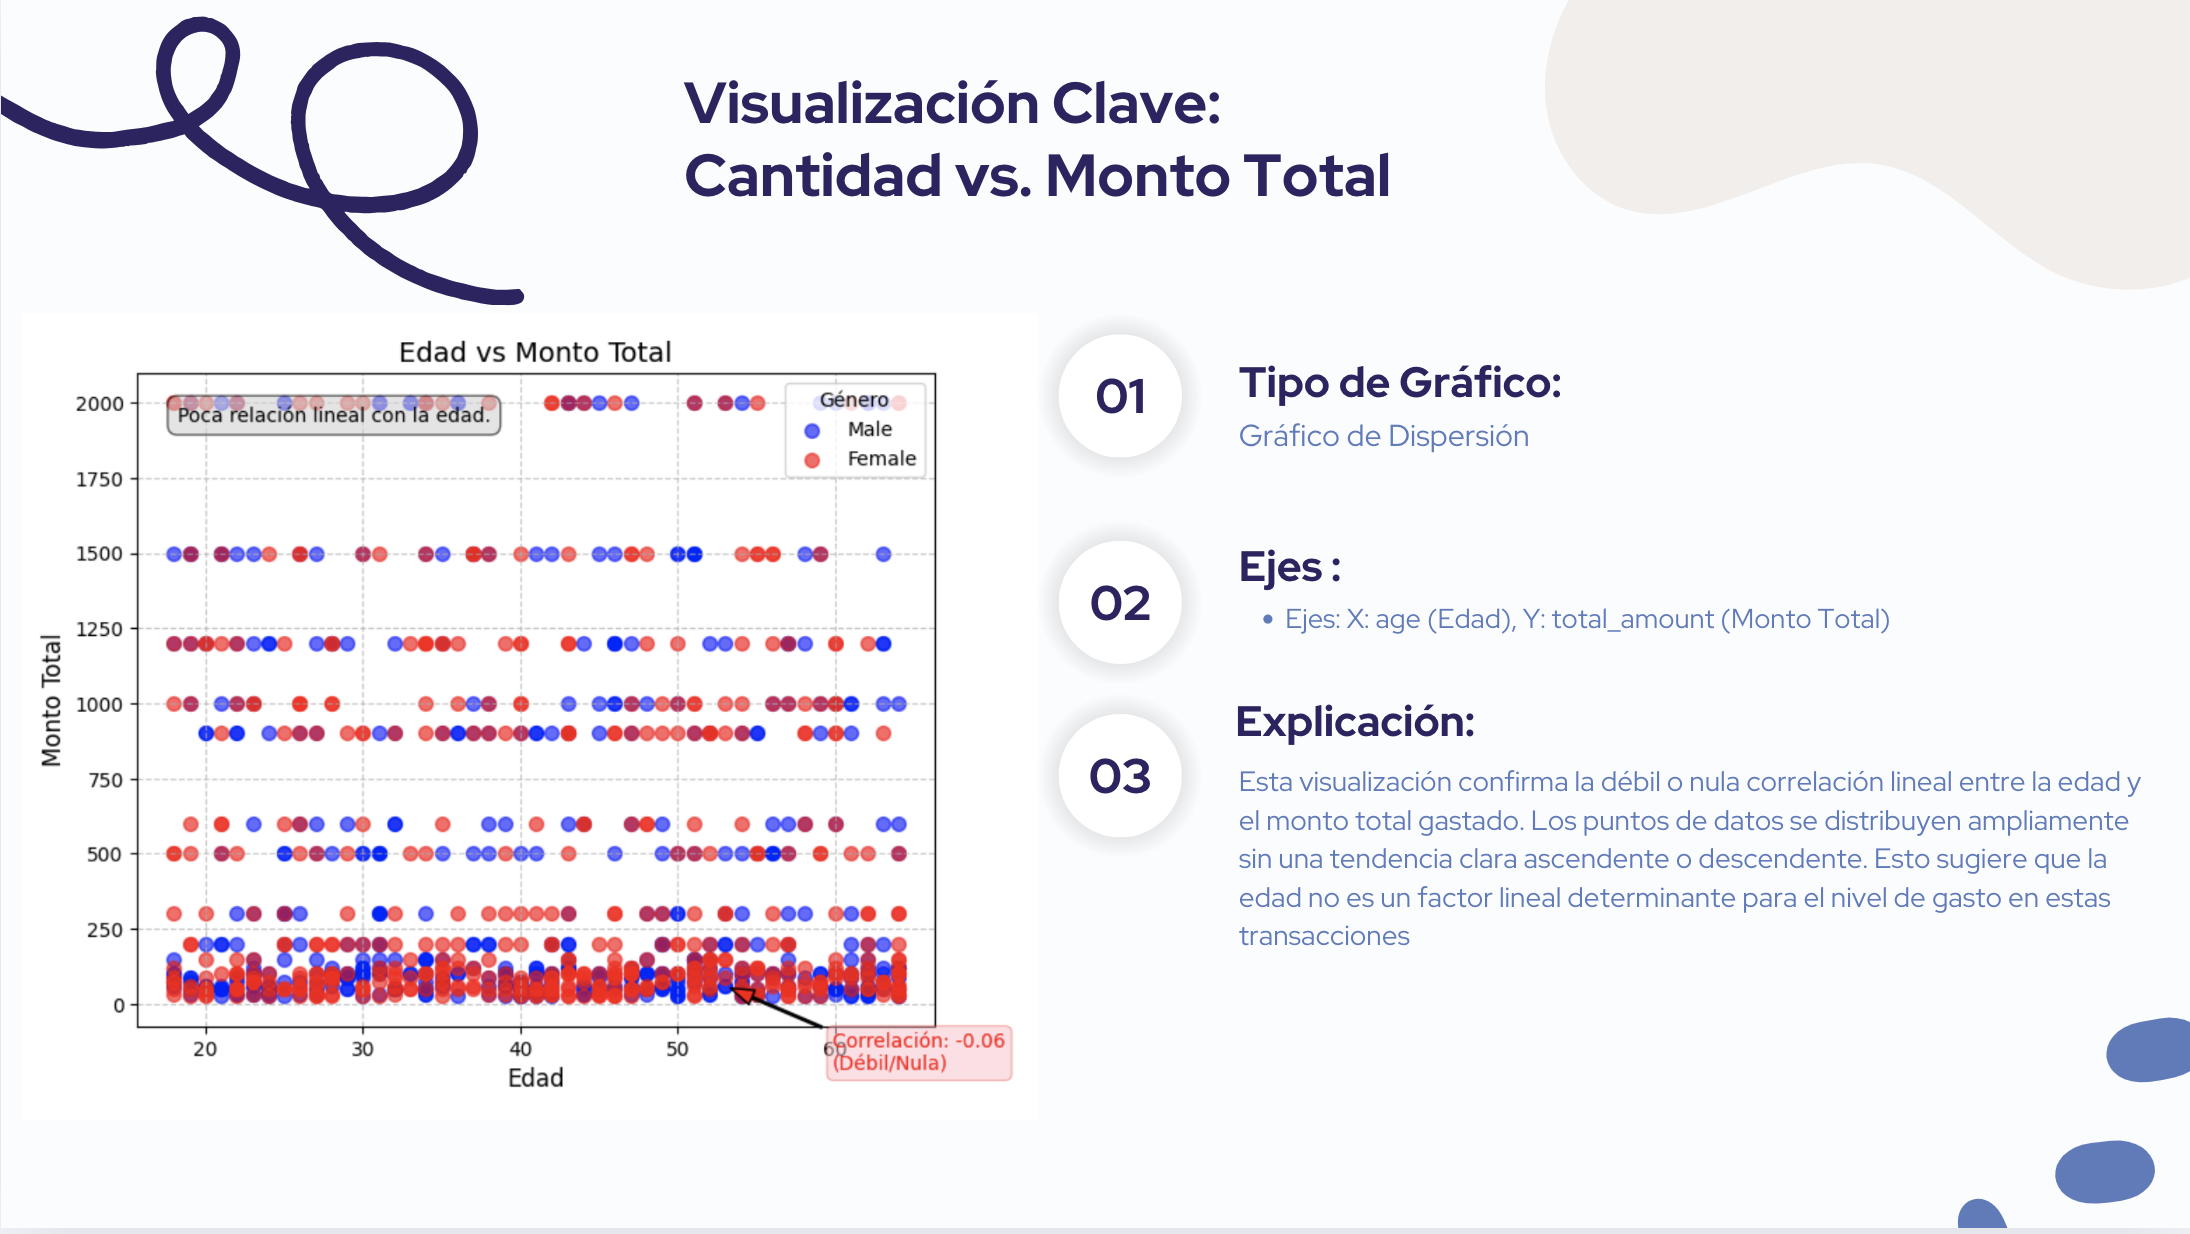 Visualización Clave:
Cantidad vs. Monto Total
Edad vs Monto Total
Poca relación lineal con la edad.
Género
Male
Female
Monto Total
2000
1750
1500
1250
1000
750
500
250
0
20
30
40
50
60
Edad
Correlación: -0.06
(Débil/Nula)
01
Tipo de Gráfico:
Gráfico de Dispersión
02
Ejes :
• Ejes: X: age (Edad), Y: total_amount (Monto Total)
03
Explicación:
Esta visualización confirma la débil o nula correlación lineal entre la edad y
el monto total gastado. Los puntos de datos se distribuyen ampliamente
sin una tendencia clara ascendente o descendente. Esto sugiere que la
edad no es un factor lineal determinante para el nivel de gasto en estas
transacciones